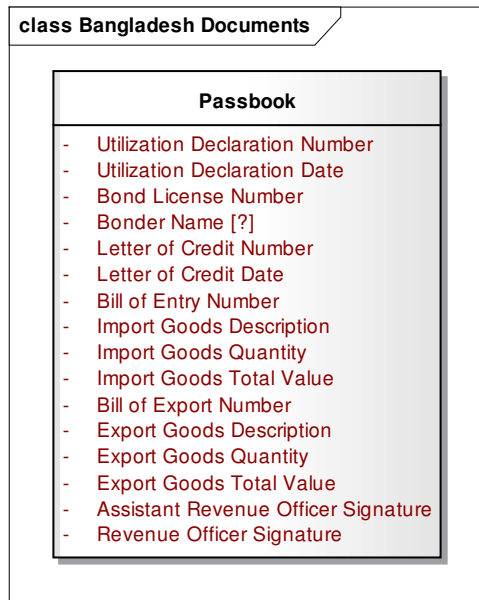 class Bangladesh Documents
Passbook
- Utilization Declaration Number
- Utilization Declaration Date
- Bond License Number
- Bonder Name [?]
- Letter of Credit Number
- Letter of Credit Date
- Bill of Entry Number
- Import Goods Description
- Import Goods Quantity
- Import Goods Total Value
- Bill of Export Number
- Export Goods Description
- Export Goods Quantity
- Export Goods Total Value
- Assistant Revenue Officer Signature
- Revenue Officer Signature